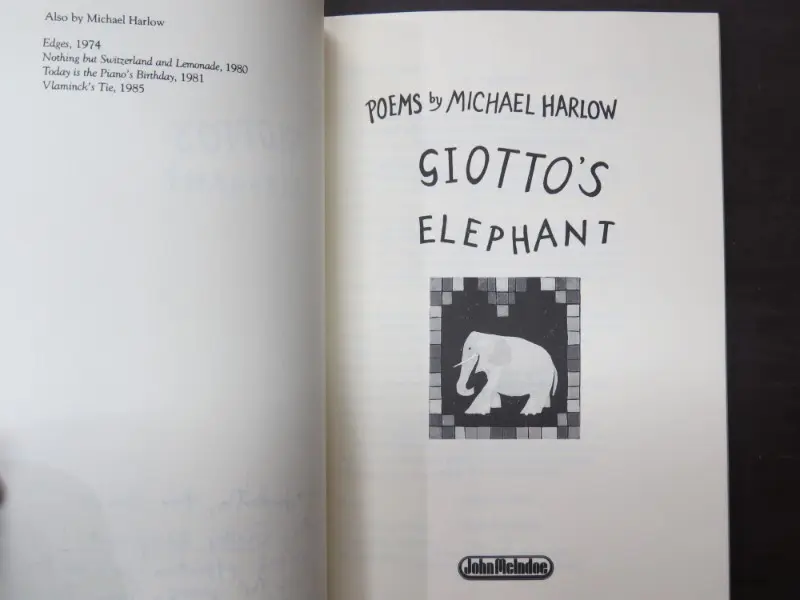 Also by Michael Harlow
Edges, 1974
Nothing but Switzerland and Lemonade, 1980
Today is the Piano's Birthday, 1981
Vlaminck's Tie, 1985
POEMS by MICHAEL HARLOW
GIOTTO'S
ELEPHANT
John McIndoe